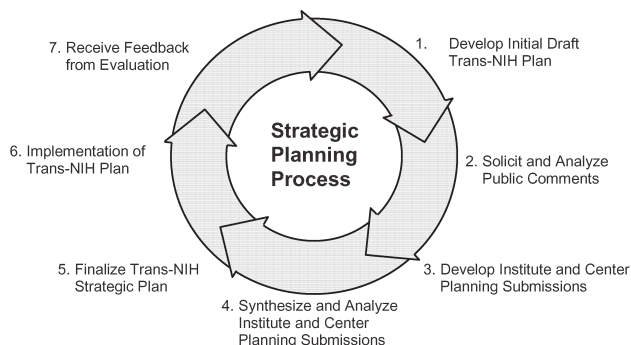 Strategic
Planning
Process
1. Develop Initial Draft
Trans-NIH Plan
2. Solicit and Analyze
Public Comments
3. Develop Institute and Center
Planning Submissions
4. Synthesize and Analyze
Institute and Center
Planning Submissions
5. Finalize Trans-NIH
Strategic Plan
6. Implementation of
Trans-NIH Plan
7. Receive Feedback
from Evaluation